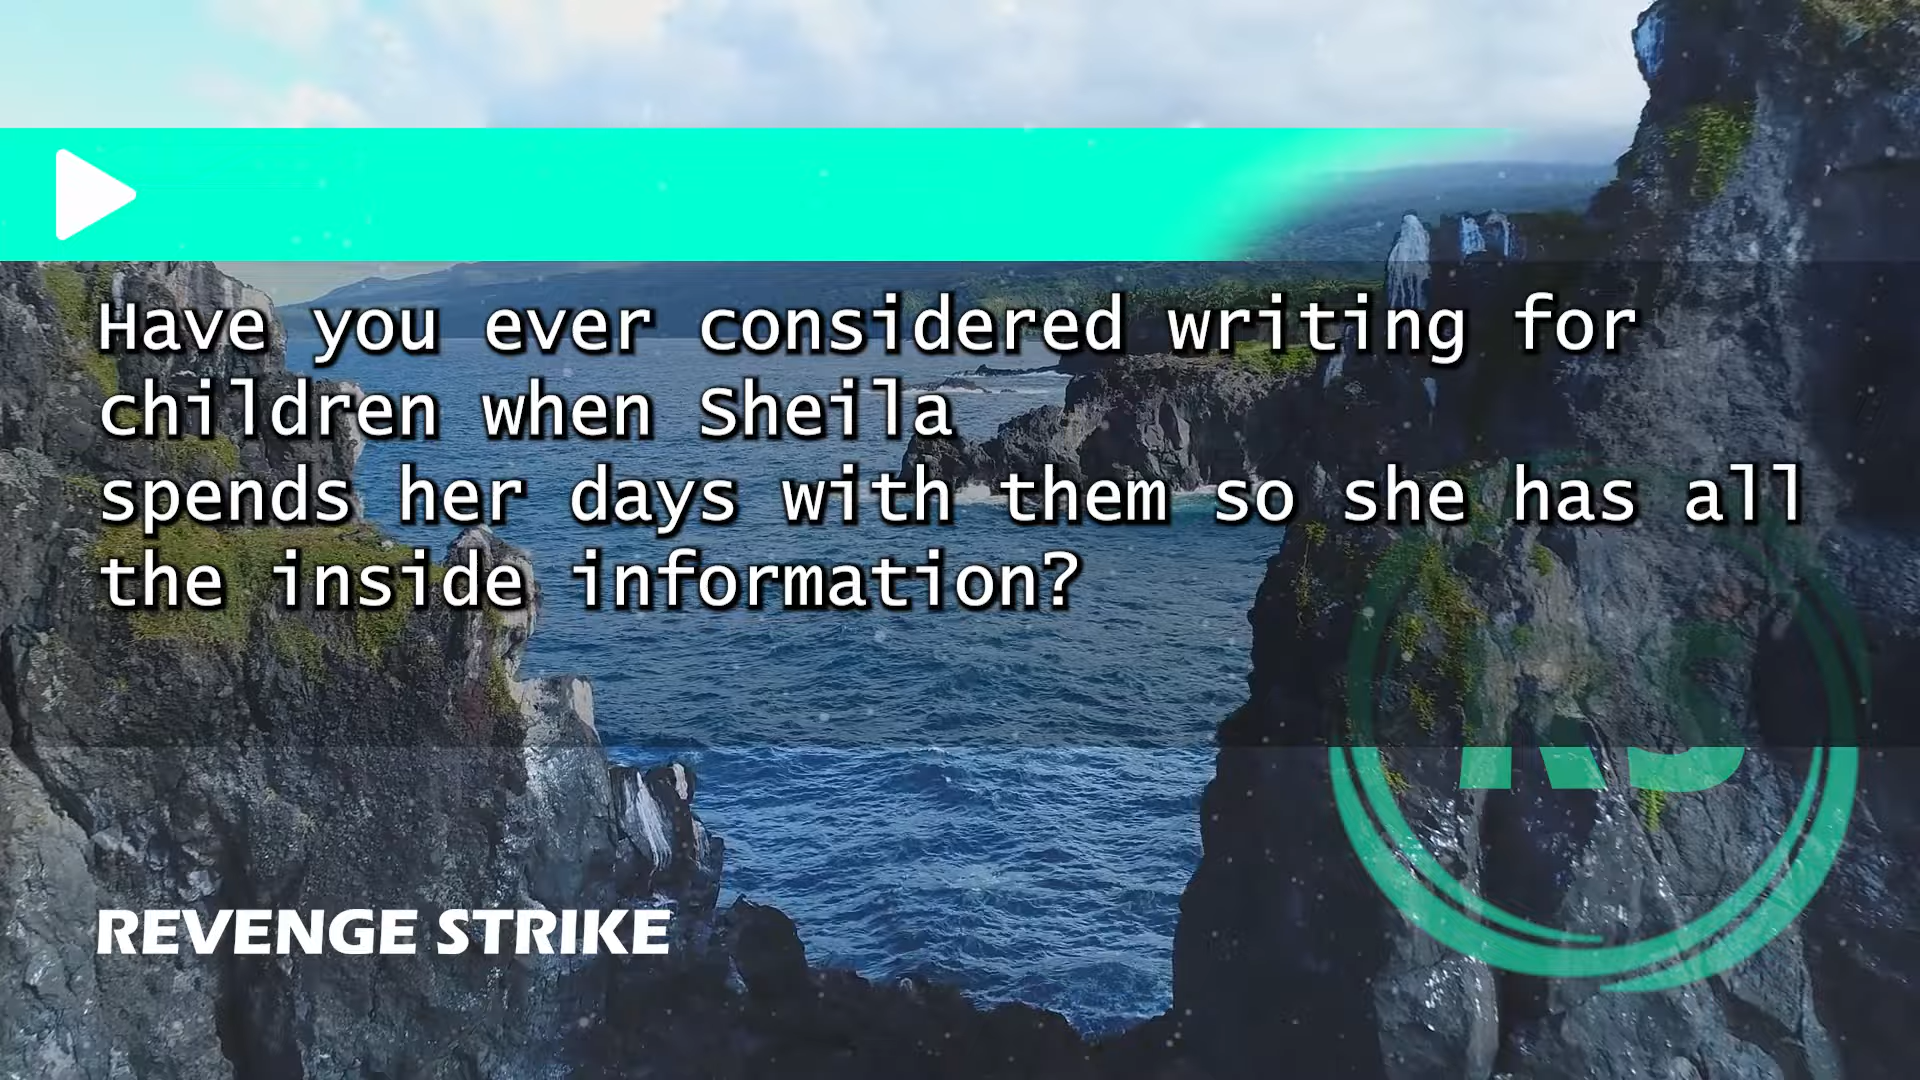 Have you ever considered writing for
children when Sheila
spends her days with them so she has all
the inside information?
RS
REVENGE STRIKE